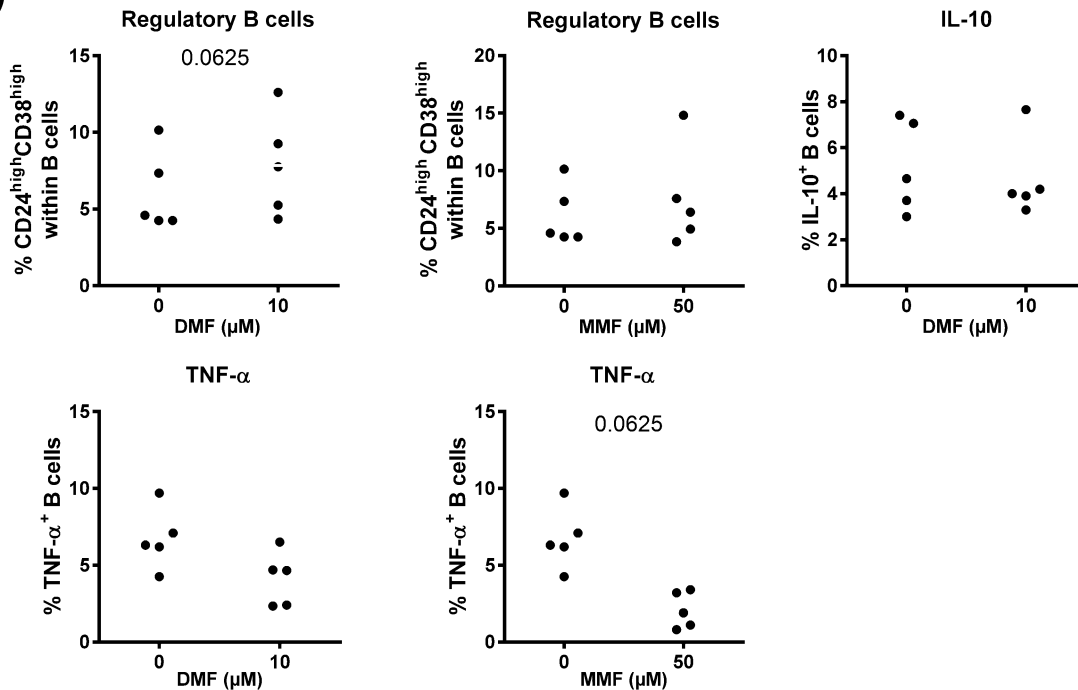 Regulatory B cells
0.0625
% CD24highCD38high
within B cells
15
10
5
0
0
10
DMF (µM)
Regulatory B cells
% CD24high CD38high
within B cells
20
15
10
5
0
0
50
MMF (µM)
IL-10
% IL-10+ B cells
10
8
6
4
2
0
0
10
DMF (µM)
TNF-α
% TNF-α+ B cells
15
10
5
0
0
10
DMF (µM)
TNF-α
0.0625
% TNF-α+ B cells
15
10
5
0
0
50
MMF (µM)